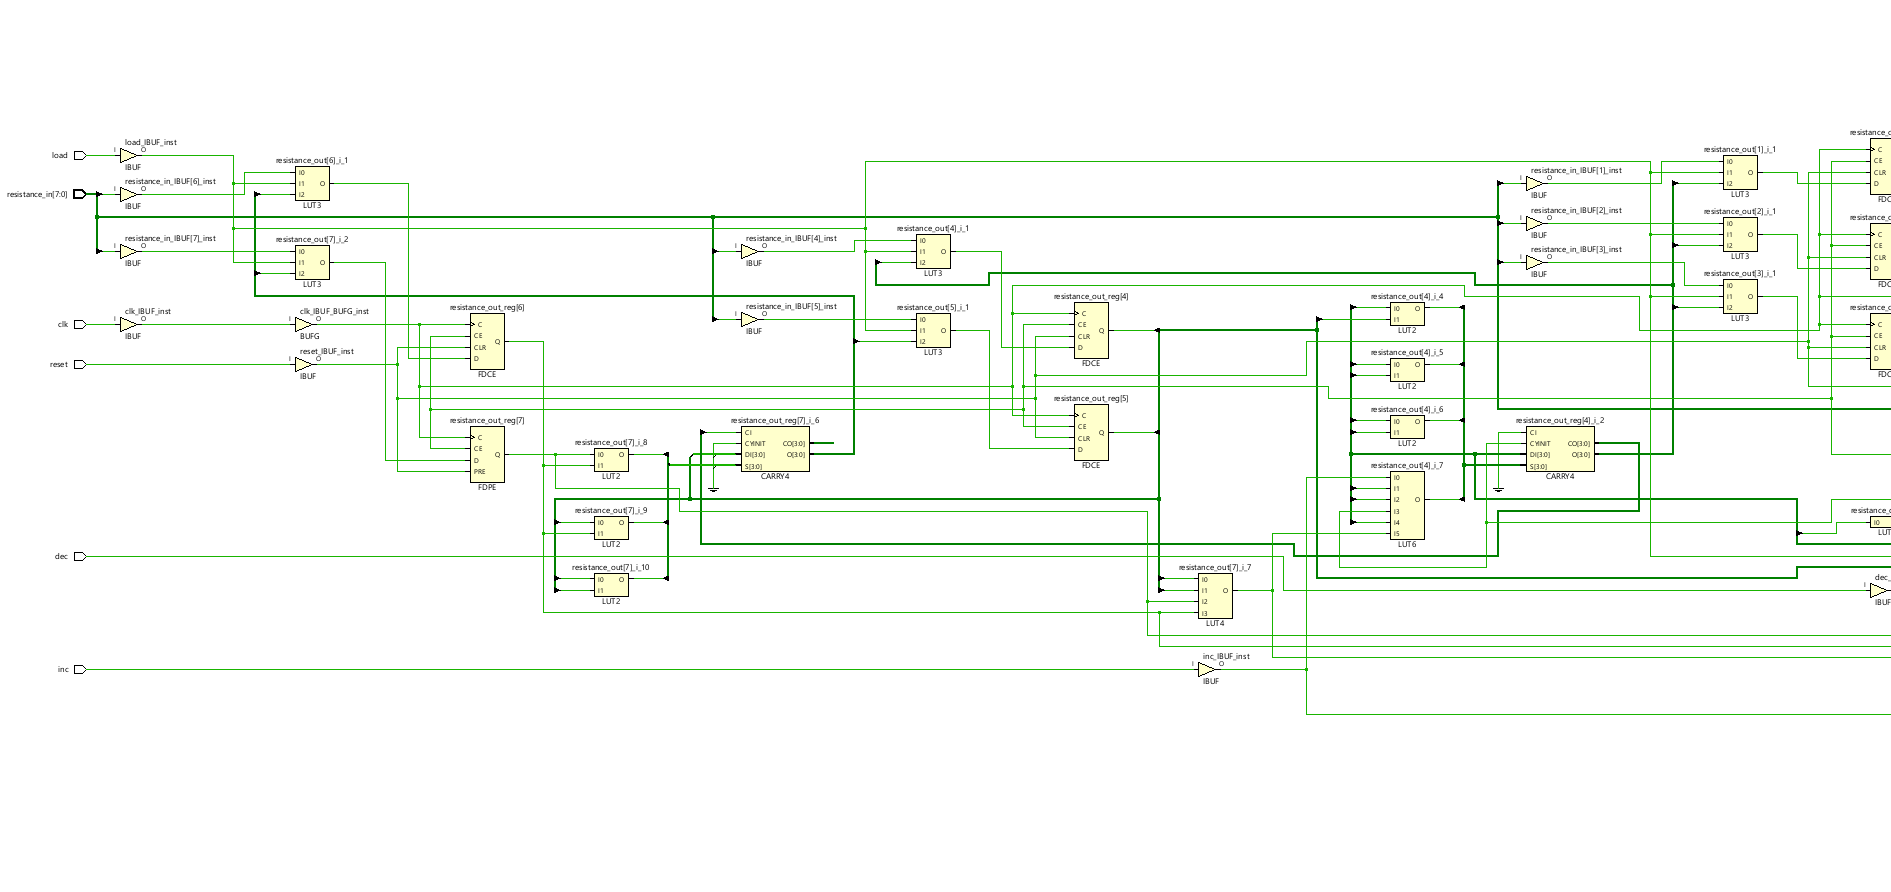 load
I
load_IBUF_inst
O
IBUF
resistance_in[7:0]
I
resistance_in_IBUF[6]_inst
O
IBUF
I
resistance_in_IBUF[7]_inst
O
IBUF
resistance_out[6]_i_1
I0
I1
I2
O
LUT3
resistance_out[7]_i_2
I0
I1
I2
O
LUT3
clk
I
clk_IBUF_inst
O
IBUF
I
clk_IBUF_BUFG_inst
O
BUFG
reset
I
reset_IBUF_inst
O
IBUF
resistance_out_reg[6]
C
CE
CLR
D
Q
FDCE
resistance_out_reg[7]
C
CE
D
PRE
Q
FDPE
resistance_out[7]_i_8
I0
I1
O
LUT2
resistance_out[7]_i_9
I0
I1
O
LUT2
resistance_out[7]_i_10
I0
I1
O
LUT2
resistance_out_reg[7]_i_6
CI
CYINIT
DI[3:0]
S[3:0]
CO[3:0]
O[3:0]
CARRY4
I
resistance_in_IBUF[4]_inst
O
IBUF
I
resistance_in_IBUF[5]_inst
O
IBUF
resistance_out[4]_i_1
I0
I1
I2
O
LUT3
resistance_out[5]_i_1
I0
I1
I2
O
LUT3
resistance_out_reg[4]
C
CE
CLR
D
Q
FDCE
resistance_out_reg[5]
C
CE
CLR
D
Q
FDCE
resistance_out[7]_i_7
I0
I1
I2
I3
O
LUT4
dec
inc
I
inc_IBUF_inst
O
IBUF
resistance_out[4]_i_4
I0
I1
O
LUT2
resistance_out[4]_i_5
I0
I1
O
LUT2
resistance_out[4]_i_6
I0
I1
O
LUT2
resistance_out[4]_i_7
I0
I1
I2
I3
I4
I5
O
LUT6
resistance_out_reg[4]_i_2
CI
CYINIT
DI[3:0]
S[3:0]
CO[3:0]
O[3:0]
CARRY4
I
resistance_in_IBUF[1]_inst
O
IBUF
I
resistance_in_IBUF[2]_inst
O
IBUF
I
resistance_in_IBUF[3]_inst
O
IBUF
resistance_out[1]_i_1
I0
I1
I2
O
LUT3
resistance_out[2]_i_1
I0
I1
I2
O
LUT3
resistance_out[3]_i_1
I0
I1
I2
O
LUT3
resistance_o
C
CE
CLR
D
FDC
resistance_o
C
CE
CLR
D
FDC
resistance_o
C
CE
CLR
D
FDC
resistance_o
I0
LUT
I
dec_
IBUF